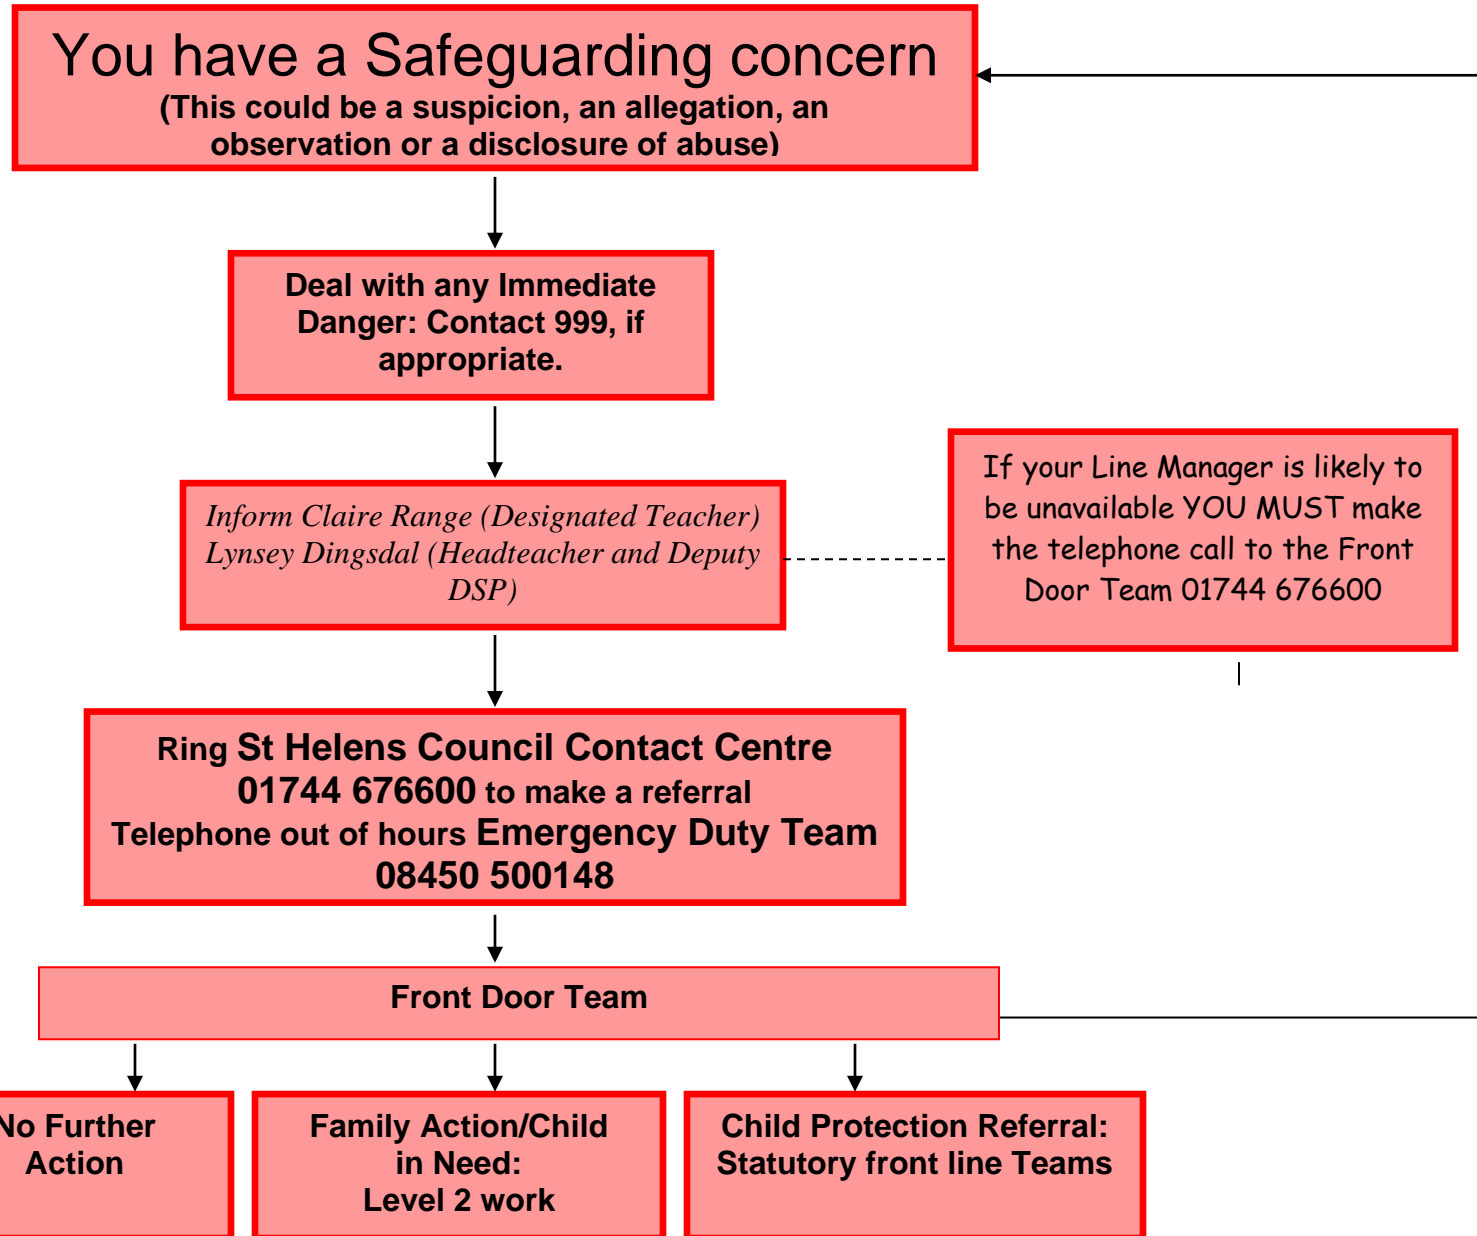 You have a Safeguarding concern
(This could be a suspicion, an allegation, an
observation or a disclosure of abuse)
Deal with any Immediate
Danger: Contact 999, if
appropriate.
Inform Claire Range (Designated Teacher)
Lynsey Dingsdal (Headteacher and Deputy
DSP)
If your Line Manager is likely to
be unavailable YOU MUST make
the telephone call to the Front
Door Team 01744 676600
Ring St Helens Council Contact Centre
01744 676600 to make a referral
Telephone out of hours Emergency Duty Team
08450 500148
Front Door Team
No Further
Action
Family Action/Child
in Need:
Level 2 work
Child Protection Referral:
Statutory front line Teams